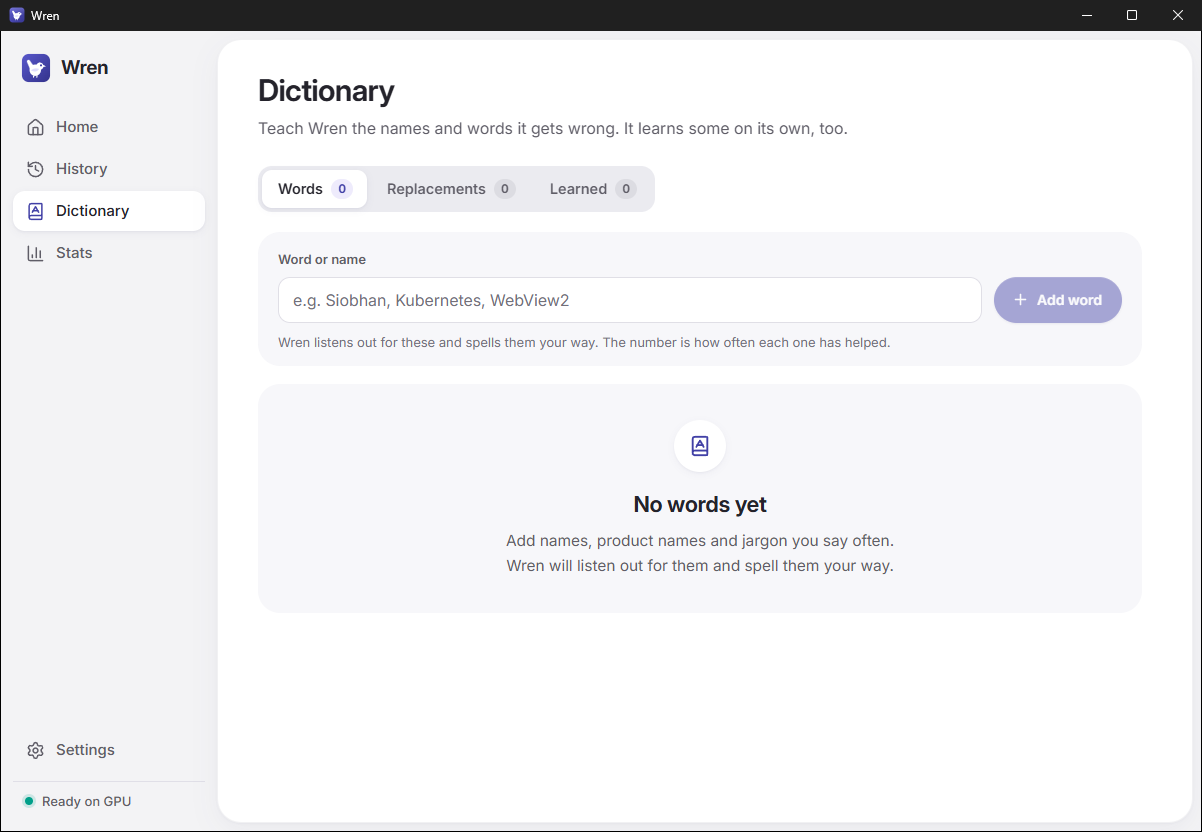 Wren
Wren
Home
History
Dictionary
Stats
Settings
Ready on GPU
Dictionary
Teach Wren the names and words it gets wrong. It learns some on its own, too.
Words 0 Replacements 0 Learned 0
Word or name
e.g. Siobhan, Kubernetes, WebView2
+ Add word
Wren listens out for these and spells them your way. The number is how often each one has helped.
No words yet
Add names, product names and jargon you say often.
Wren will listen out for them and spell them your way.